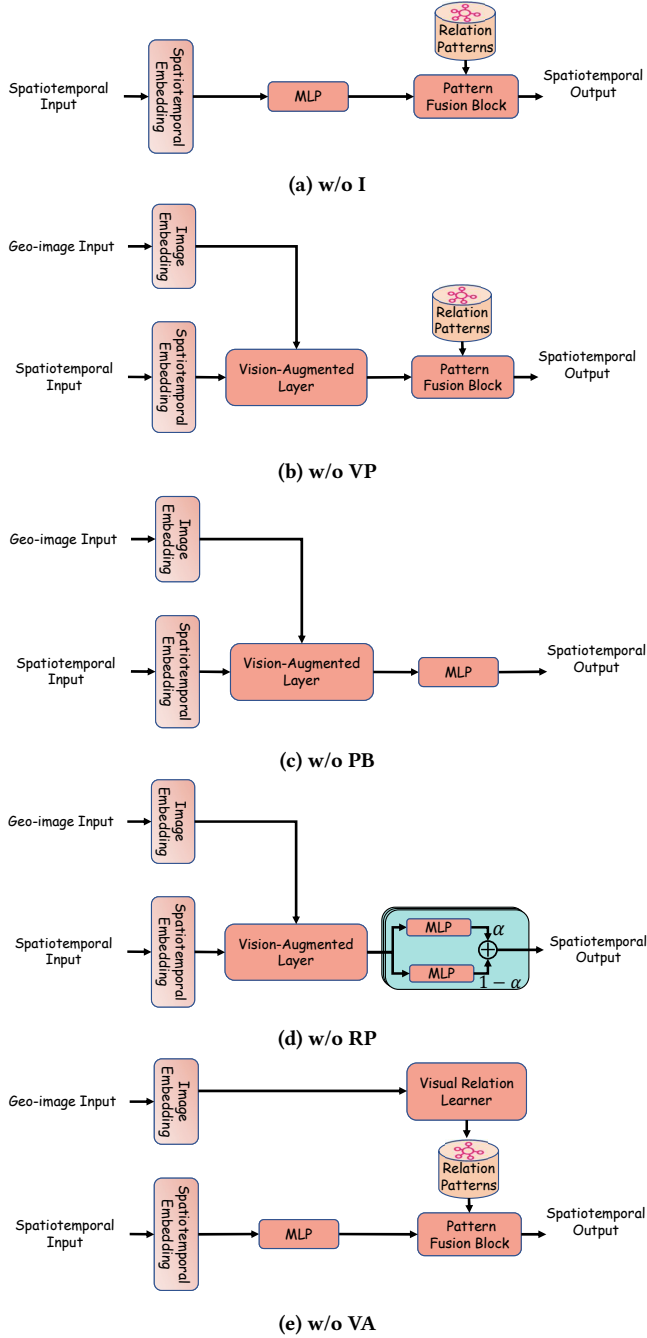 Relation
Patterns
Spatiotemporal
Input
Spatiotemporal
Embedding
MLP
Pattern
Fusion Block
Spatiotemporal
Output
(a) w/o I
Geo-image Input
Image
Embedding
Relation
Patterns
Spatiotemporal
Input
Spatiotemporal
Embedding
Vision-Augmented
Layer
Pattern
Fusion Block
Spatiotemporal
Output
(b) w/o VP
Geo-image Input
Image
Embedding
Spatiotemporal
Input
Spatiotemporal
Embedding
Vision-Augmented
Layer
MLP
Spatiotemporal
Output
(c) w/o PB
Geo-image Input
Image
Embedding
Spatiotemporal
Input
Spatiotemporal
Embedding
Vision-Augmented
Layer
MLP
α
MLP
1 − α
Spatiotemporal
Output
(d) w/o RP
Geo-image Input
Image
Embedding
Visual Relation
Learner
Relation
Patterns
Spatiotemporal
Input
Spatiotemporal
Embedding
MLP
Pattern
Fusion Block
Spatiotemporal
Output
(e) w/o VA